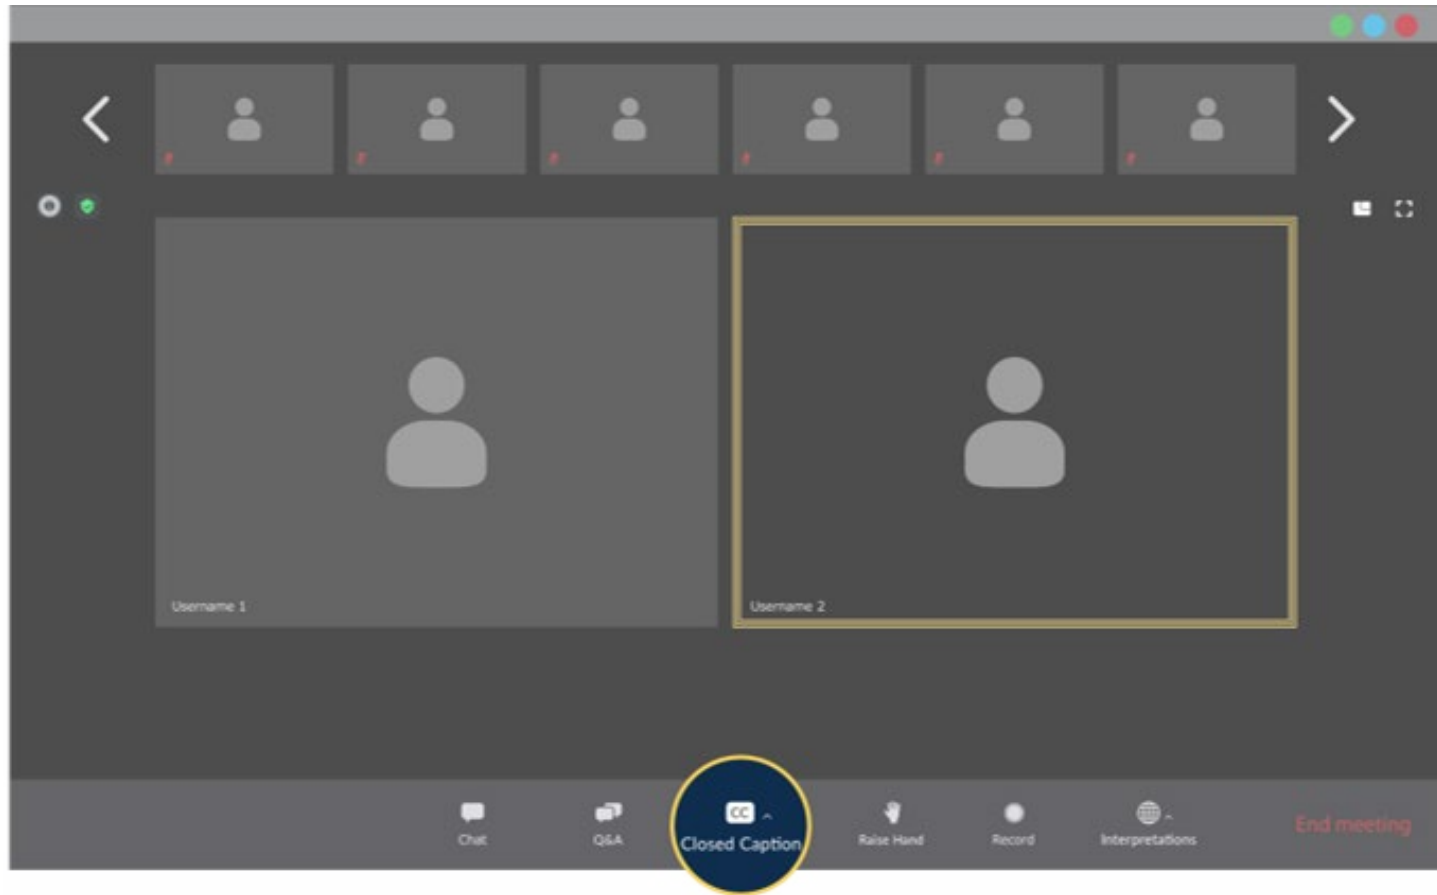 Username 1
Username 2
CC
Chat
Q&A
Closed Caption
Raise Hand
Record
Interpretations
End meeting